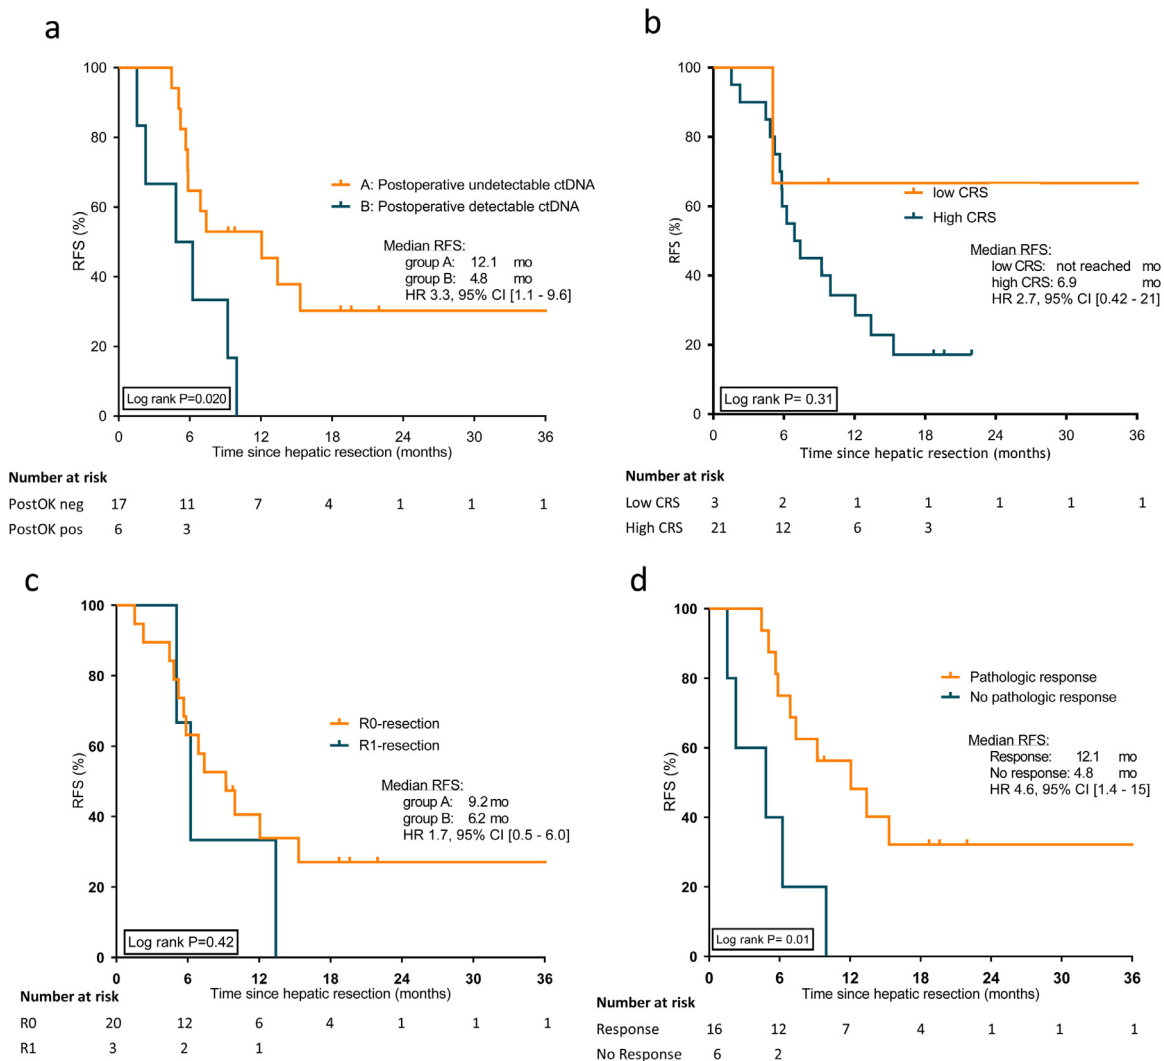 a
100
80
60
40
20
0
RFS (%)
A: Postoperative undetectable ctDNA
B: Postoperative detectable ctDNA
Median RFS:
group A: 12.1 mo
group B: 4.8 mo
HR 3.3, 95% CI [1.1 - 9.6]
Log rank P=0.020
0 6 12 18 24 30 36
Time since hepatic resection (months)
Number at risk
PostOK neg 17 11 7 4 1 1 1
PostOK pos 6 3
b
100
80
60
40
20
0
RFS (%)
low CRS
High CRS
Median RFS:
low CRS: not reached mo
high CRS: 6.9 mo
HR 2.7, 95% CI [0.42 - 21]
Log rank P= 0.31
0 6 12 18 24 30 36
Time since hepatic resection (months)
Number at risk
Low CRS 3 2 1 1 1 1 1
High CRS 21 12 6 3
c
100
80
60
40
20
0
RFS (%)
R0-resection
R1-resection
Median RFS:
group A: 9.2 mo
group B: 6.2 mo
HR 1.7, 95% CI [0.5 - 6.0]
Log rank P=0.42
0 6 12 18 24 30 36
Time since hepatic resection (months)
Number at risk
R0 20 12 6 4 1 1 1
R1 3 2 1
d
100
80
60
40
20
0
RFS (%)
Pathologic response
No pathologic response
Median RFS:
Response: 12.1 mo
No response: 4.8 mo
HR 4.6, 95% CI [1.4 - 15]
Log rank P= 0.01
0 6 12 18 24 30 36
Time since hepatic resection (months)
Number at risk
Response 16 12 7 4 1 1 1
No Response 6 2